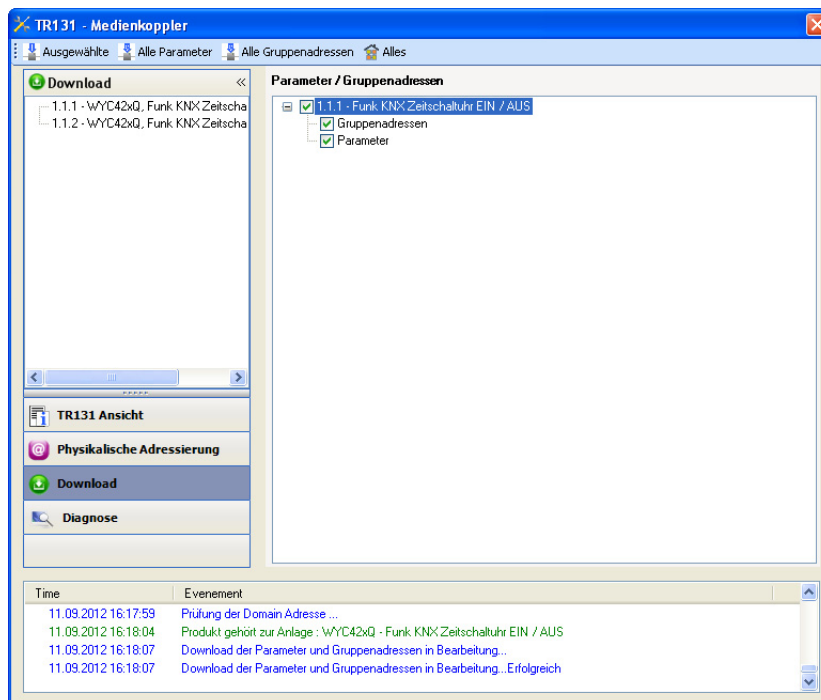 TR131 - Medienkoppler
Ausgewählte Alle Parameter Alle Gruppenadressen Alles
Download «
1.1.1 - WYC42xQ, Funk KNX Zeitscha
1.1.2 - WYC42xQ, Funk KNX Zeitscha
TR131 Ansicht
Physikalische Adressierung
Download
Diagnose
Parameter / Gruppenadressen
1.1.1 - Funk KNX Zeitschaltuhr EIN / AUS
Gruppenadressen
Parameter
Time Evenement
11.09.2012 16:17:59 Prüfung der Domain Adresse ...
11.09.2012 16:18:04 Produkt gehört zur Anlage : WYC42xQ - Funk KNX Zeitschaltuhr EIN / AUS
11.09.2012 16:18:07 Download der Parameter und Gruppenadressen in Bearbeitung...
11.09.2012 16:18:07 Download der Parameter und Gruppenadressen in Bearbeitung...Erfolgreich